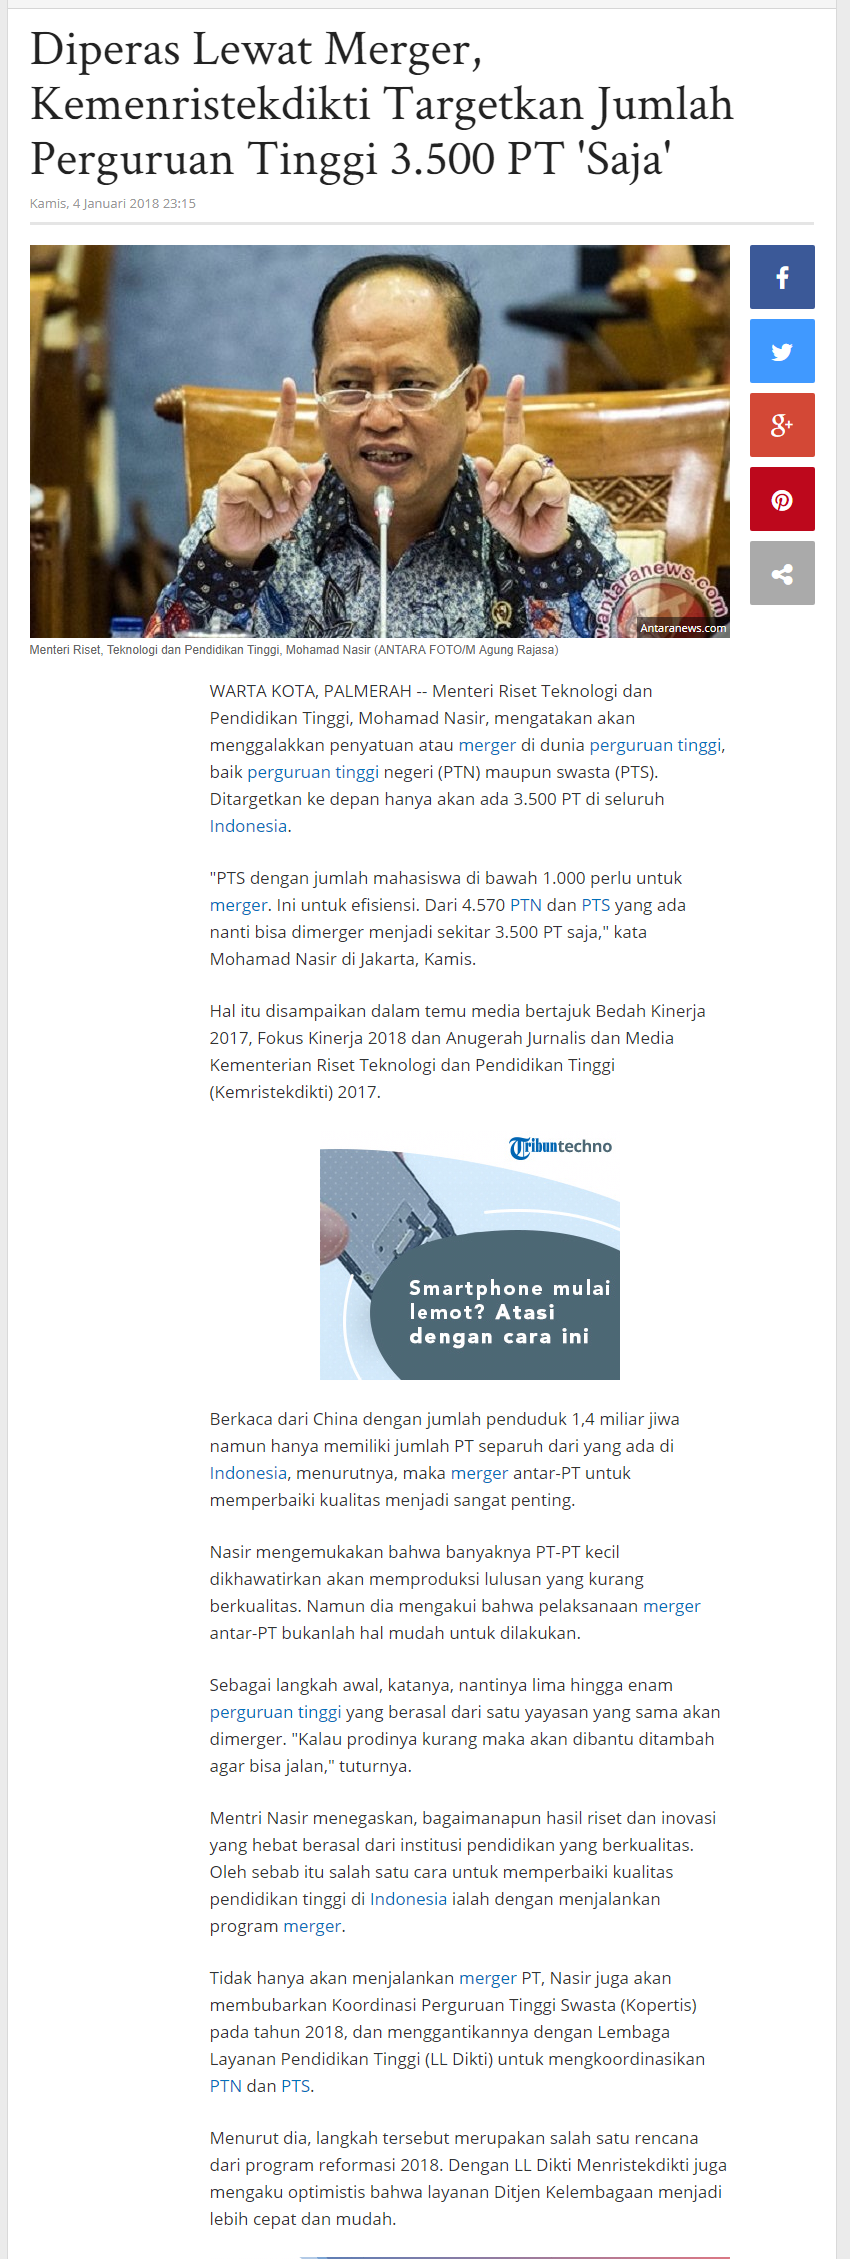 Diperas Lewat Merger,
Kemenristekdikti Targetkan Jumlah
Perguruan Tinggi 3.500 PT 'Saja'
Kamis, 4 Januari 2018 23:15
antaranews.com
Antaranews.com
Menteri Riset, Teknologi dan Pendidikan Tinggi, Mohamad Nasir (ANTARA FOTO/M Agung Rajasa)
WARTA KOTA, PALMERAH -- Menteri Riset Teknologi dan
Pendidikan Tinggi, Mohamad Nasir, mengatakan akan
menggalakkan penyatuan atau merger di dunia perguruan tinggi,
baik perguruan tinggi negeri (PTN) maupun swasta (PTS).
Ditargetkan ke depan hanya akan ada 3.500 PT di seluruh
Indonesia.
"PTS dengan jumlah mahasiswa di bawah 1.000 perlu untuk
merger. Ini untuk efisiensi. Dari 4.570 PTN dan PTS yang ada
nanti bisa dimerger menjadi sekitar 3.500 PT saja," kata
Mohamad Nasir di Jakarta, Kamis.
Hal itu disampaikan dalam temu media bertajuk Bedah Kinerja
2017, Fokus Kinerja 2018 dan Anugerah Jurnalis dan Media
Kementerian Riset Teknologi dan Pendidikan Tinggi
(Kemristekdikti) 2017.
Tribuntechno
Smartphone mulai
lemot? Atasi
dengan cara ini
Berkaca dari China dengan jumlah penduduk 1,4 miliar jiwa
namun hanya memiliki jumlah PT separuh dari yang ada di
Indonesia, menurutnya, maka merger antar-PT untuk
memperbaiki kualitas menjadi sangat penting.
Nasir mengemukakan bahwa banyaknya PT-PT kecil
dikhawatirkan akan memproduksi lulusan yang kurang
berkualitas. Namun dia mengakui bahwa pelaksanaan merger
antar-PT bukanlah hal mudah untuk dilakukan.
Sebagai langkah awal, katanya, nantinya lima hingga enam
perguruan tinggi yang berasal dari satu yayasan yang sama akan
dimerger. "Kalau prodinya kurang maka akan dibantu ditambah
agar bisa jalan," tuturnya.
Mentri Nasir menegaskan, bagaimanapun hasil riset dan inovasi
yang hebat berasal dari institusi pendidikan yang berkualitas.
Oleh sebab itu salah satu cara untuk memperbaiki kualitas
pendidikan tinggi di Indonesia ialah dengan menjalankan
program merger.
Tidak hanya akan menjalankan merger PT, Nasir juga akan
membubarkan Koordinasi Perguruan Tinggi Swasta (Kopertis)
pada tahun 2018, dan menggantikannya dengan Lembaga
Layanan Pendidikan Tinggi (LL Dikti) untuk mengkoordinasikan
PTN dan PTS.
Menurut dia, langkah tersebut merupakan salah satu rencana
dari program reformasi 2018. Dengan LL Dikti Menristekdikti juga
mengaku optimistis bahwa layanan Ditjen Kelembagaan menjadi
lebih cepat dan mudah.